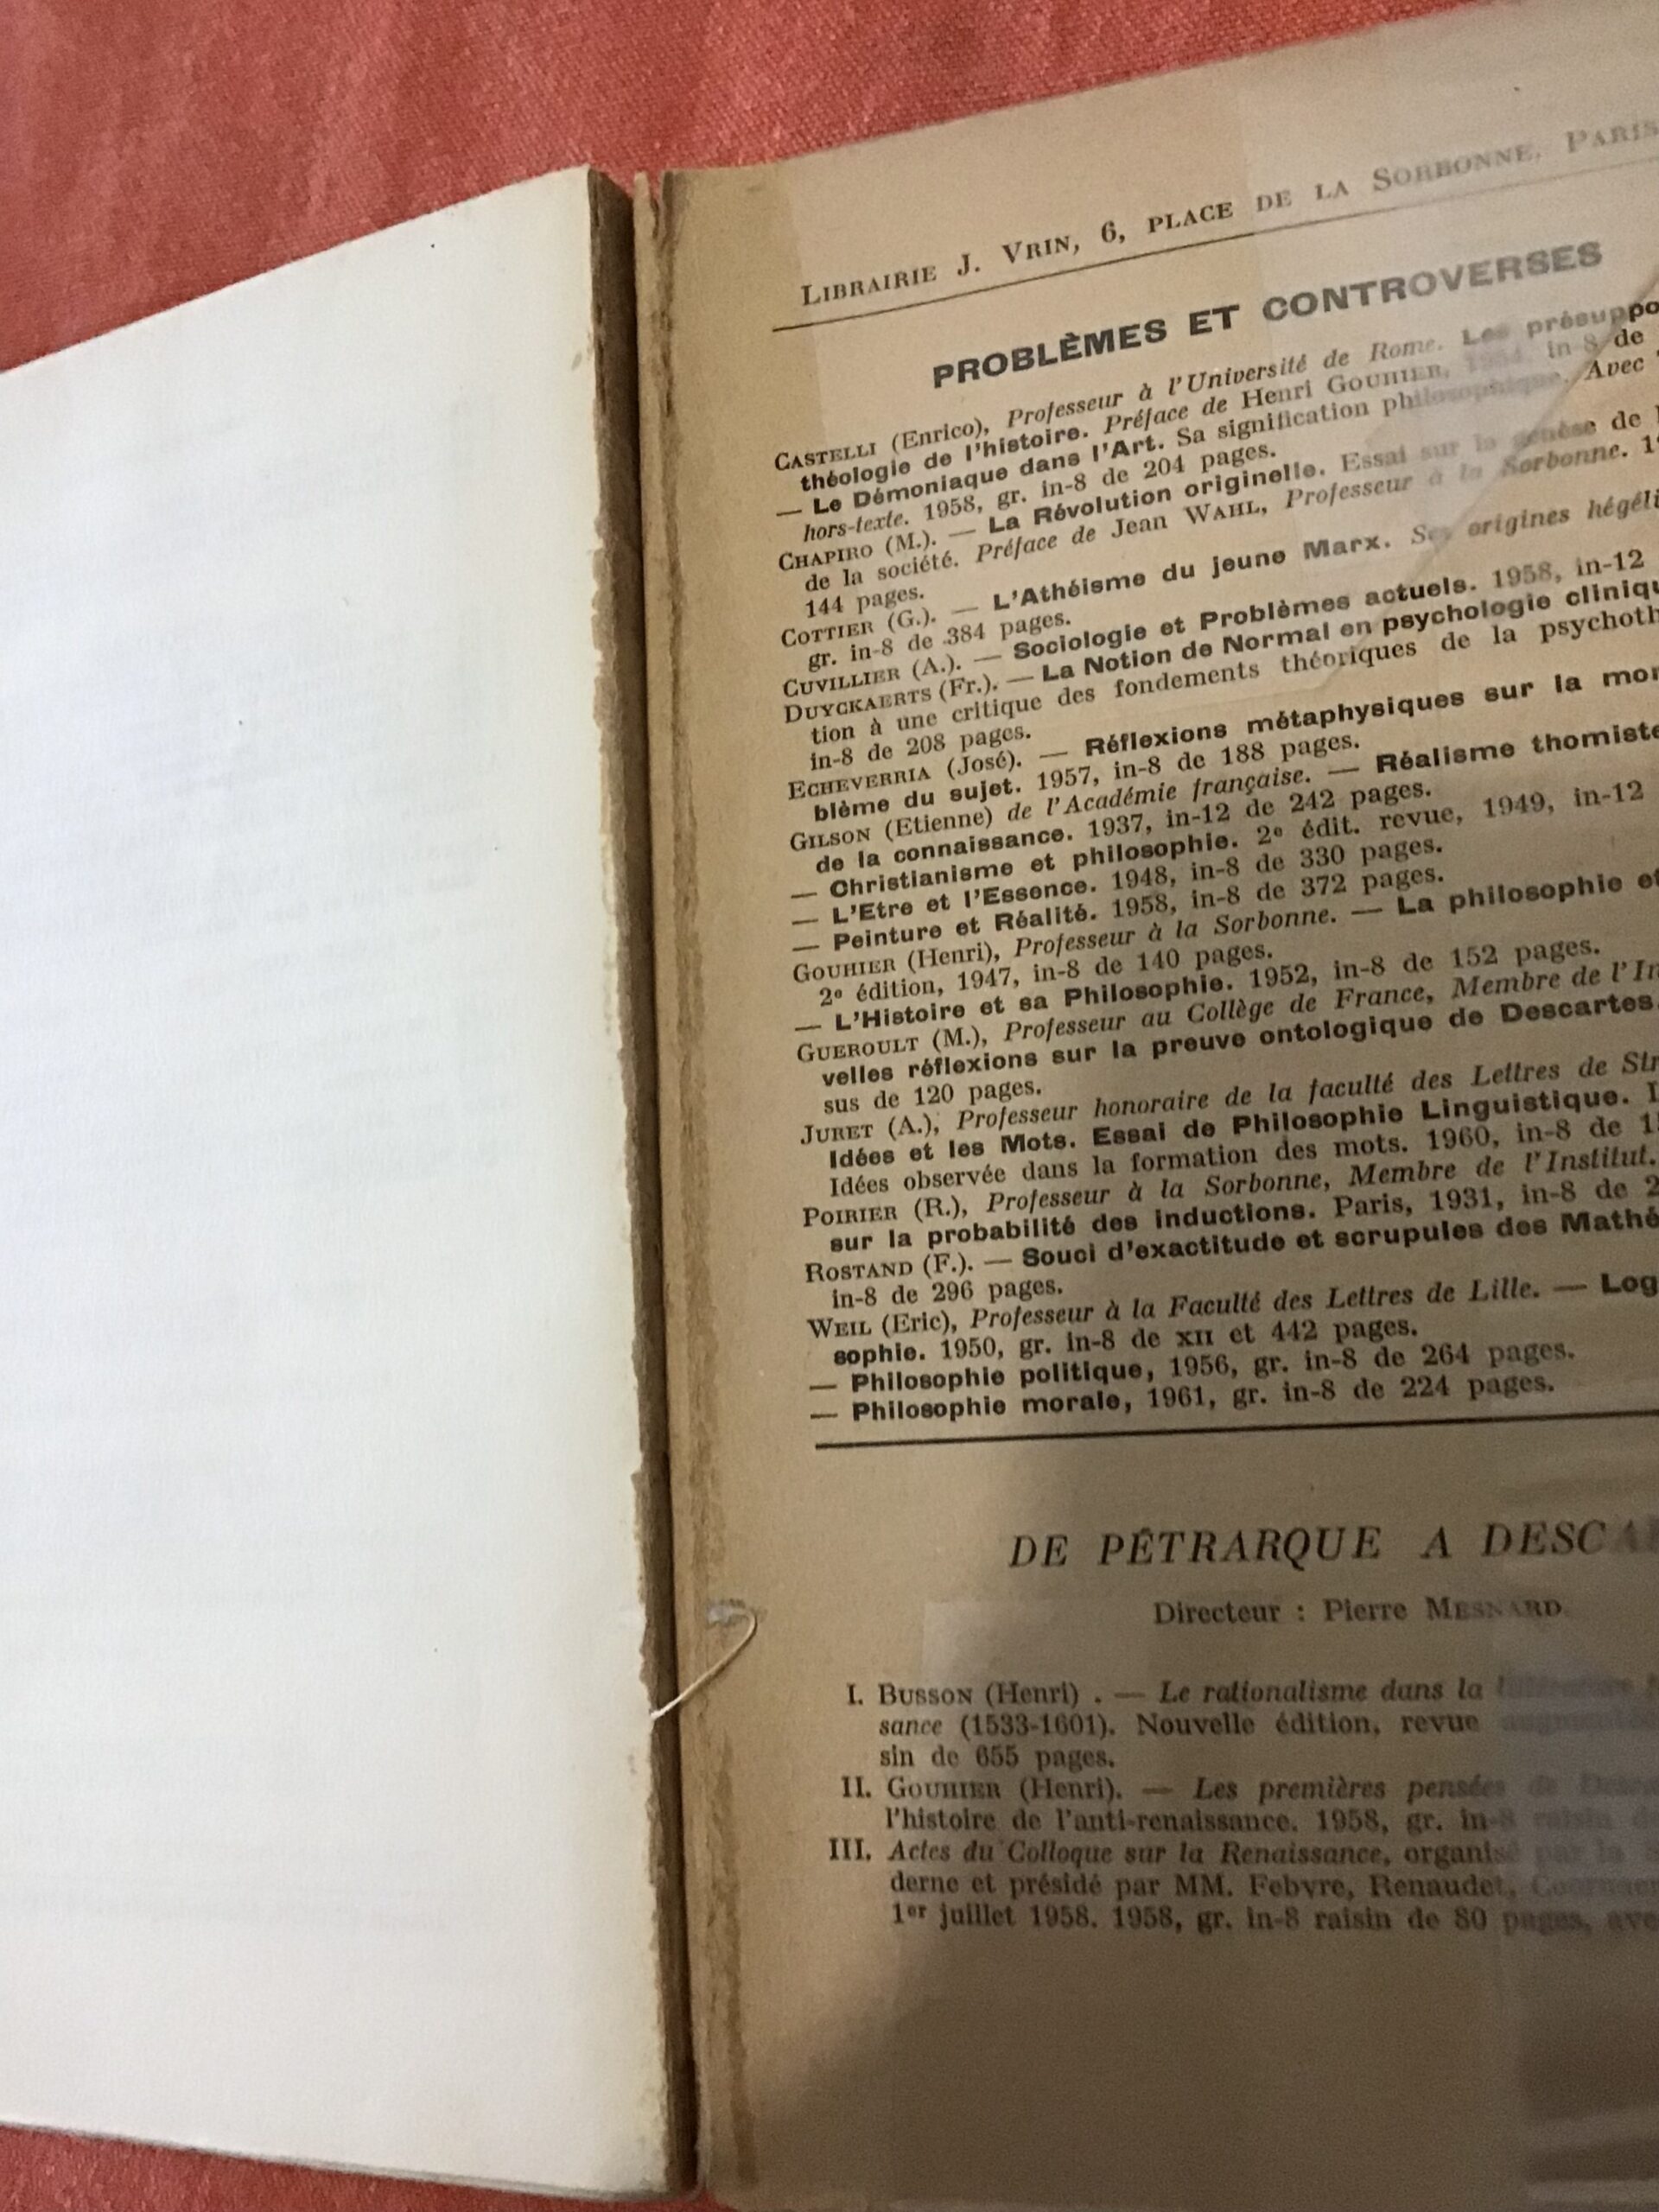 LIBRAIRIE J. VRIN, 6, PLACE DE LA SORBONNE, PARIS
PROBLÈMES ET CONTROVERSES
CASTELLI (Enrico), Professeur à l'Université de Rome. Les présuppo
théologie de l'histoire. Préface de Henri GOUHIER, 1954, in-8 de
— Le Démoniaque dans l'Art. Sa signification philosophique. Avec
hors-texte. 1958, gr. in-8 de 204 pages.
CHAPIRO (M.). — La Révolution originelle. Essai sur la genèse de
de la société. Préface de Jean WAHL, Professeur à la Sorbonne. 19
144 pages.
COTTIER (G.). — L'Athéisme du jeune Marx. Ses origines hégéli
gr. in-8 de 384 pages.
CUVILLIER (A.). — Sociologie et Problèmes actuels. 1958, in-12
DUYCKAERTS (Fr.). — La Notion de Normal en psychologie cliniqu
tion à une critique des fondements théoriques de la psychoth
in-8 de 208 pages.
ECHEVERRIA (José). — Réflexions métaphysiques sur la mor
blème du sujet. 1957, in-8 de 188 pages.
GILSON (Etienne) de l'Académie française. — Réalisme thomiste
de la connaissance. 1937, in-12 de 242 pages.
— Christianisme et philosophie. 2e édit. revue, 1949, in-12
— L'Etre et l'Essence. 1948, in-8 de 330 pages.
— Peinture et Réalité. 1958, in-8 de 372 pages.
GOUHIER (Henri), Professeur à la Sorbonne. — La philosophie et
2e édition, 1947, in-8 de 140 pages.
— L'Histoire et sa Philosophie. 1952, in-8 de 152 pages.
GUEROULT (M.), Professeur au Collège de France, Membre de l'In
velles réflexions sur la preuve ontologique de Descartes.
sus de 120 pages.
JURET (A.), Professeur honoraire de la faculté des Lettres de Str
Idées et les Mots. Essai de Philosophie Linguistique. I
Idées observée dans la formation des mots. 1960, in-8 de 1
POIRIER (R.), Professeur à la Sorbonne, Membre de l'Institut.
sur la probabilité des inductions. Paris, 1931, in-8 de 2
ROSTAND (F.). — Souci d'exactitude et scrupules des Mathé
in-8 de 296 pages.
WEIL (Eric), Professeur à la Faculté des Lettres de Lille. — Log
sophie. 1950, gr. in-8 de XII et 442 pages.
— Philosophie politique, 1956, gr. in-8 de 264 pages.
— Philosophie morale, 1961, gr. in-8 de 224 pages.
DE PÉTRARQUE A DESCA
Directeur : Pierre MESNARD
I. BUSSON (Henri) . — Le rationalisme dans la littérature
sance (1533-1601). Nouvelle édition, revue
sin de 655 pages.
II. GOUHIER (Henri). — Les premières pensées de
l'histoire de l'anti-renaissance. 1958, gr. in-8 raisin
III. Actes du Colloque sur la Renaissance, organisé par la
derne et présidé par MM. Febvre, Renaudet,
1er juillet 1958. 1958, gr. in-8 raisin de 80 pages, ave